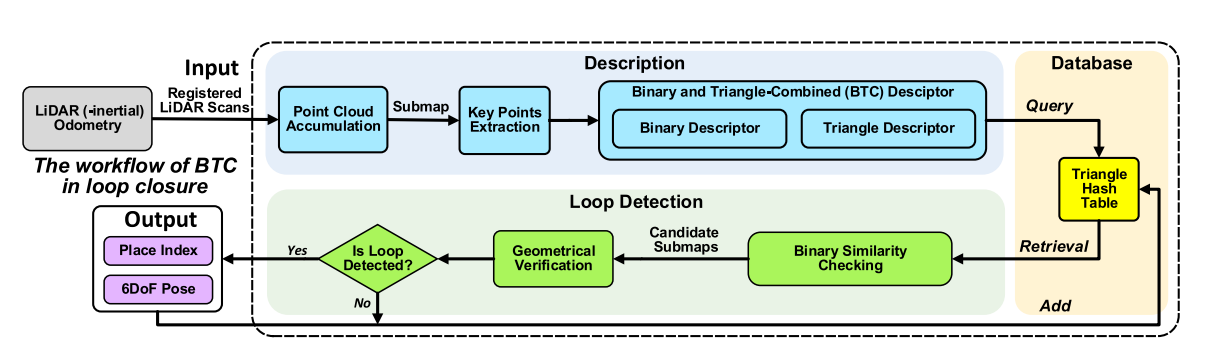 Input
Description
Database
LiDAR (-inertial)
Odometry
Registered
LiDAR Scans
Point Cloud
Accumulation
Submap
Key Points
Extraction
Binary and Triangle-Combined (BTC) Desciptor
Binary Descriptor
Triangle Descriptor
Query
The workflow of BTC
in loop closure
Triangle
Hash
Table
Output
Place Index
6DoF Pose
Loop Detection
Yes
Is Loop
Detected?
No
Geometrical
Verification
Candidate
Submaps
Binary Similarity
Checking
Retrieval
Add